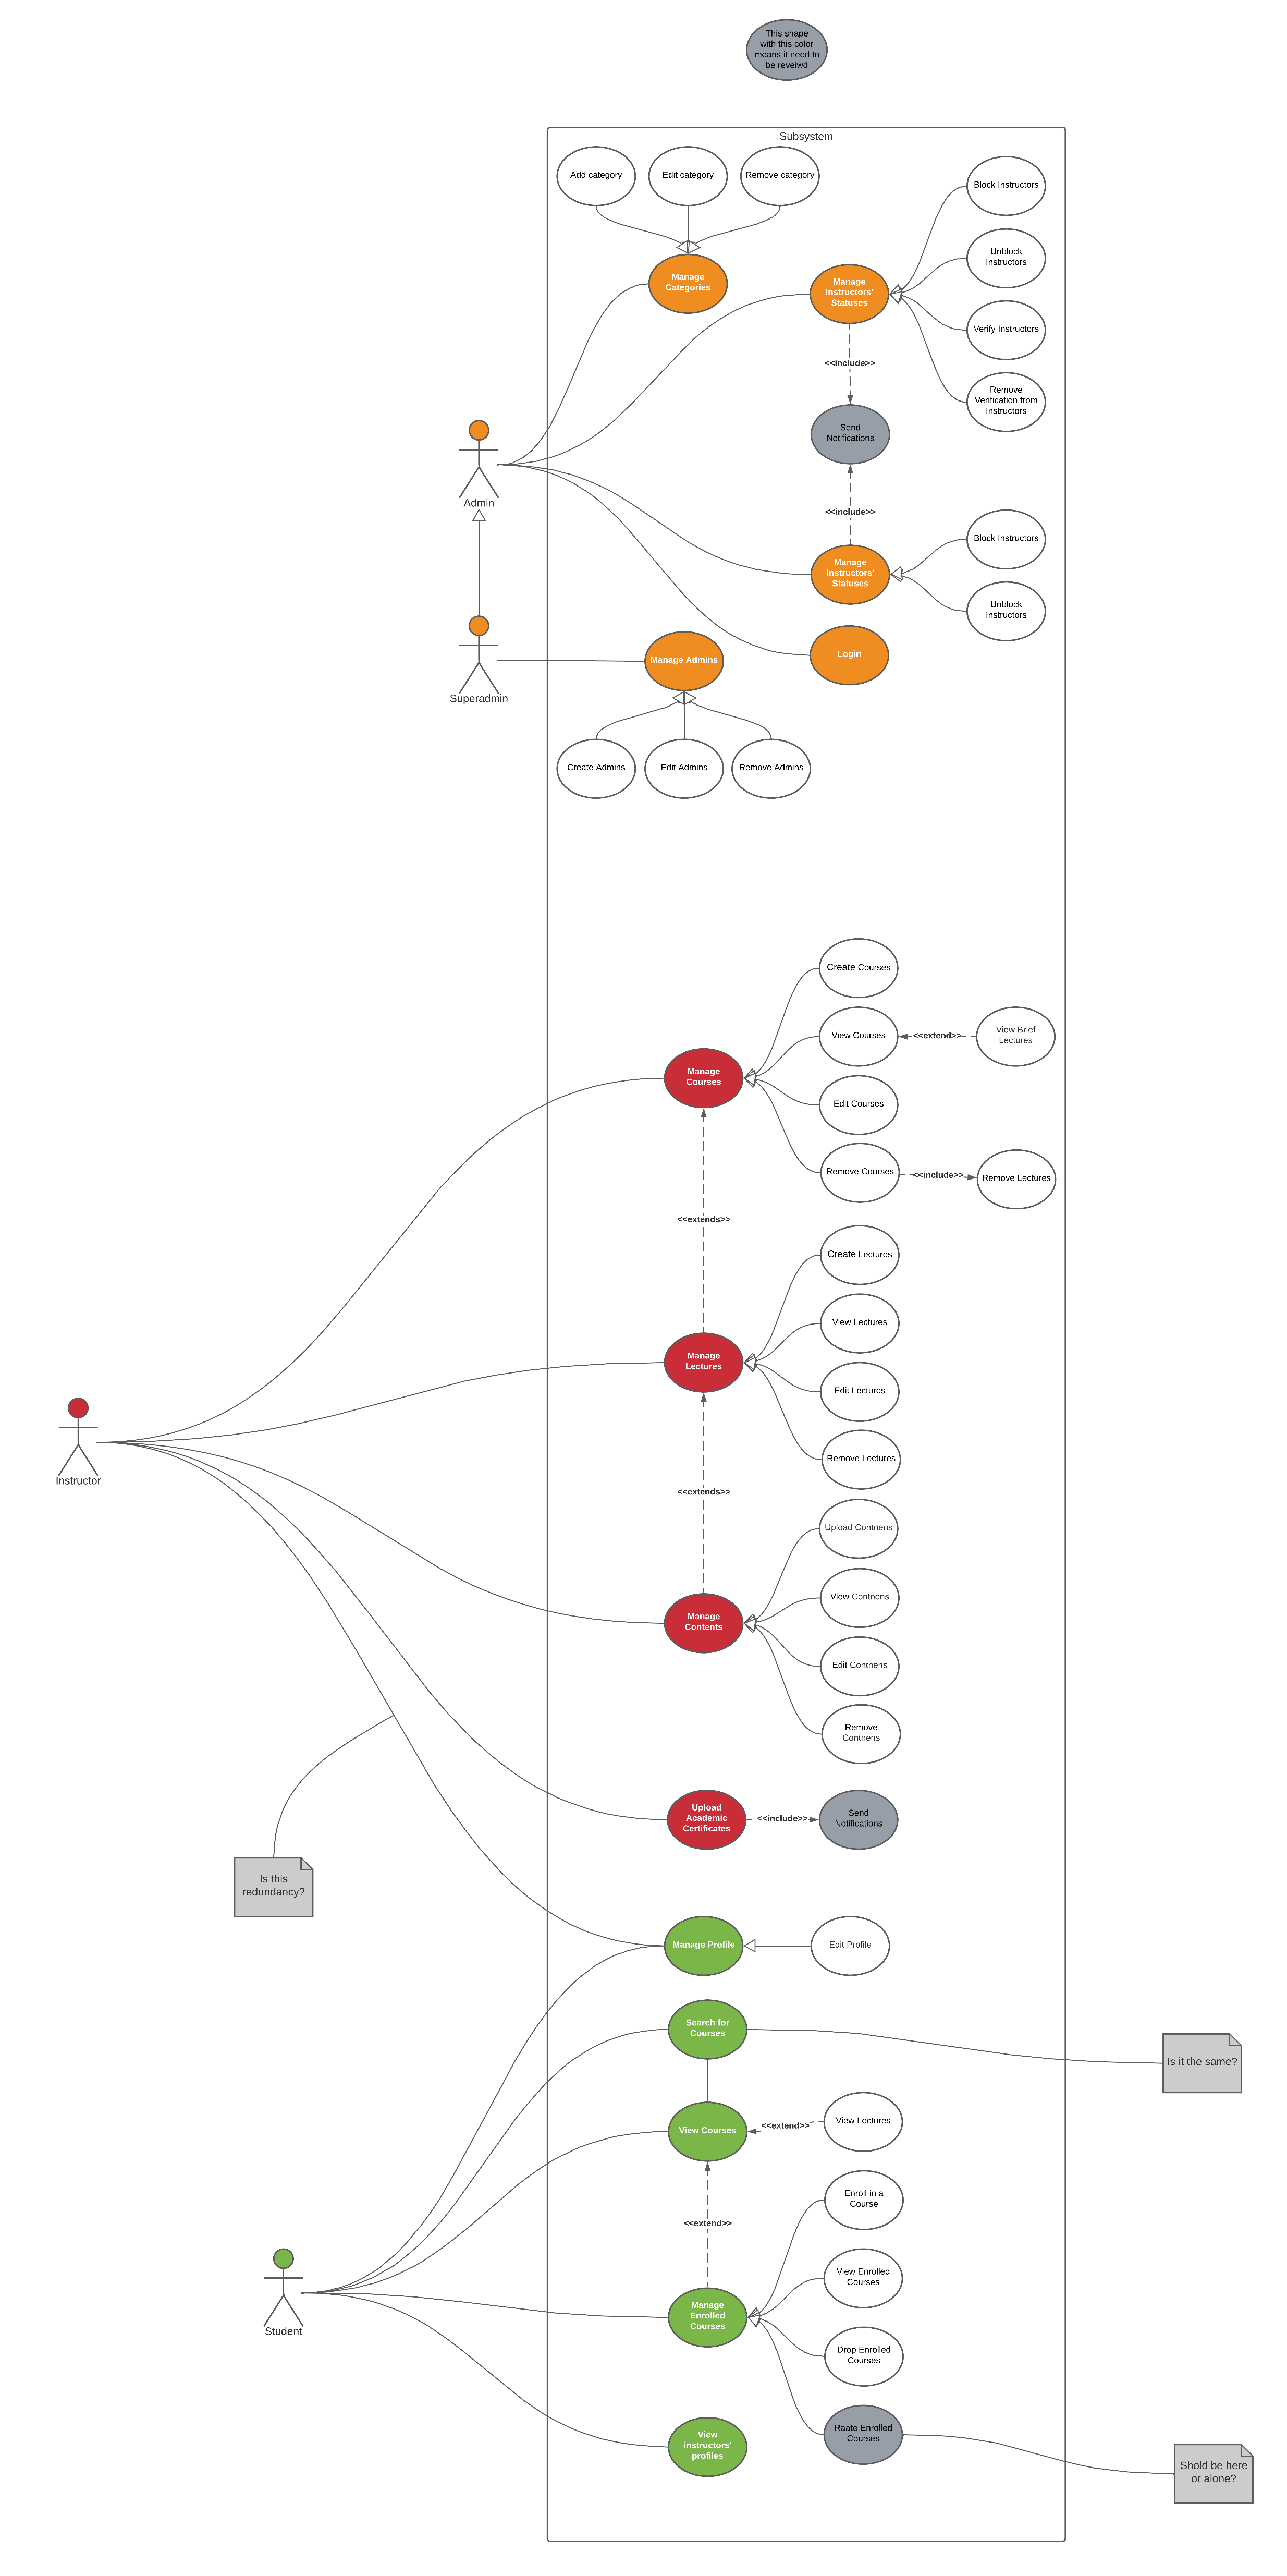 This shape
with this color
means it need to
be reveiwd
Subsystem
Add category
Edit category
Remove category
Block Instructors
Unblock
Instructors
Manage
Categories
Manage
Instructors'
Statuses
Verify Instructors
<<include>>
Remove
Verification from
Instructors
Send
Notifications
Admin
<<include>>
Block Instructors
Manage
Instructors'
Statuses
Unblock
Instructors
Login
Manage Admins
Superadmin
Create Admins
Edit Admins
Remove Admins
Create Courses
View Courses
<<extend>>
View Brief
Lectures
Manage
Courses
Edit Courses
Remove Courses
<<include>>
Remove Lectures
<<extends>>
Create Lectures
View Lectures
Manage
Lectures
Edit Lectures
Remove Lectures
Instructor
<<extends>>
Upload Contnens
View Contnens
Manage
Contents
Edit Contnens
Remove
Contnens
Upload
Academic
Certificates
<<include>>
Send
Notifications
Is this
redundancy?
Manage Profile
Edit Profile
Search for
Courses
Is it the same?
View Courses
<<extend>>
View Lectures
Enroll in a
Course
<<extend>>
View Enrolled
Courses
Manage
Enrolled
Courses
Student
Drop Enrolled
Courses
Raate Enrolled
Courses
View
instructors'
profiles
Shold be here
or alone?